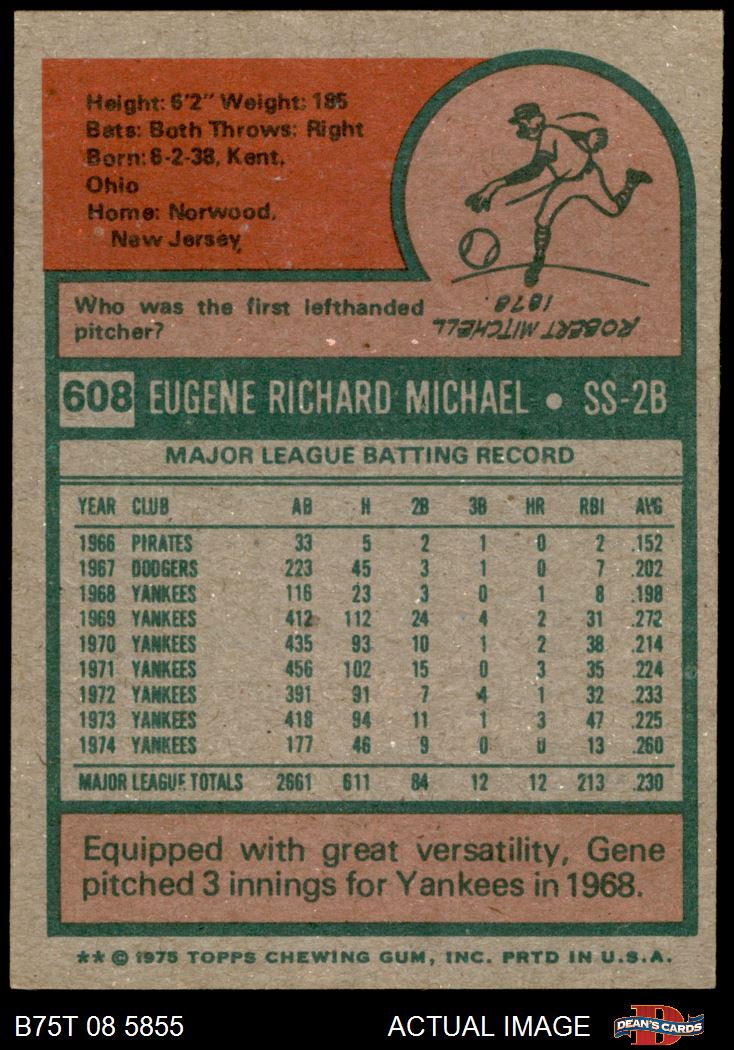 Height: 6'2" Weight: 185
Bats: Both Throws: Right
Born: 6-2-38, Kent,
Ohio
Home: Norwood,
New Jersey
Who was the first lefthanded
pitcher?
ROBERT MITCHELL
1878.
608 EUGENE RICHARD MICHAEL • SS-2B
MAJOR LEAGUE BATTING RECORD
YEAR CLUB AB H 2B 3B HR RBI AVG
1966 PIRATES 33 5 2 1 0 2 .152
1967 DODGERS 223 45 3 1 0 7 .202
1968 YANKEES 116 23 3 0 1 8 .198
1969 YANKEES 412 112 24 4 2 31 .272
1970 YANKEES 435 93 10 1 2 38 .214
1971 YANKEES 456 102 15 0 3 35 .224
1972 YANKEES 391 91 7 4 1 32 .233
1973 YANKEES 418 94 11 1 3 47 .225
1974 YANKEES 177 46 9 0 0 13 .260
MAJOR LEAGUE TOTALS 2661 611 84 12 12 213 .230
Equipped with great versatility, Gene
pitched 3 innings for Yankees in 1968.
** © 1975 TOPPS CHEWING GUM, INC. PRTD IN U.S.A.
B75T 08 5855 ACTUAL IMAGE D DEAN'S CARDS